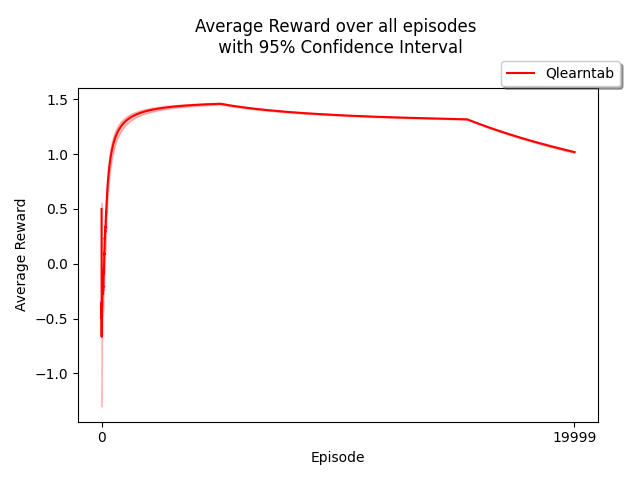 Average Reward over all episodes
with 95% Confidence Interval
Qlearntab
1.5
1.0
0.5
0.0
−0.5
−1.0
Average Reward
0
19999
Episode